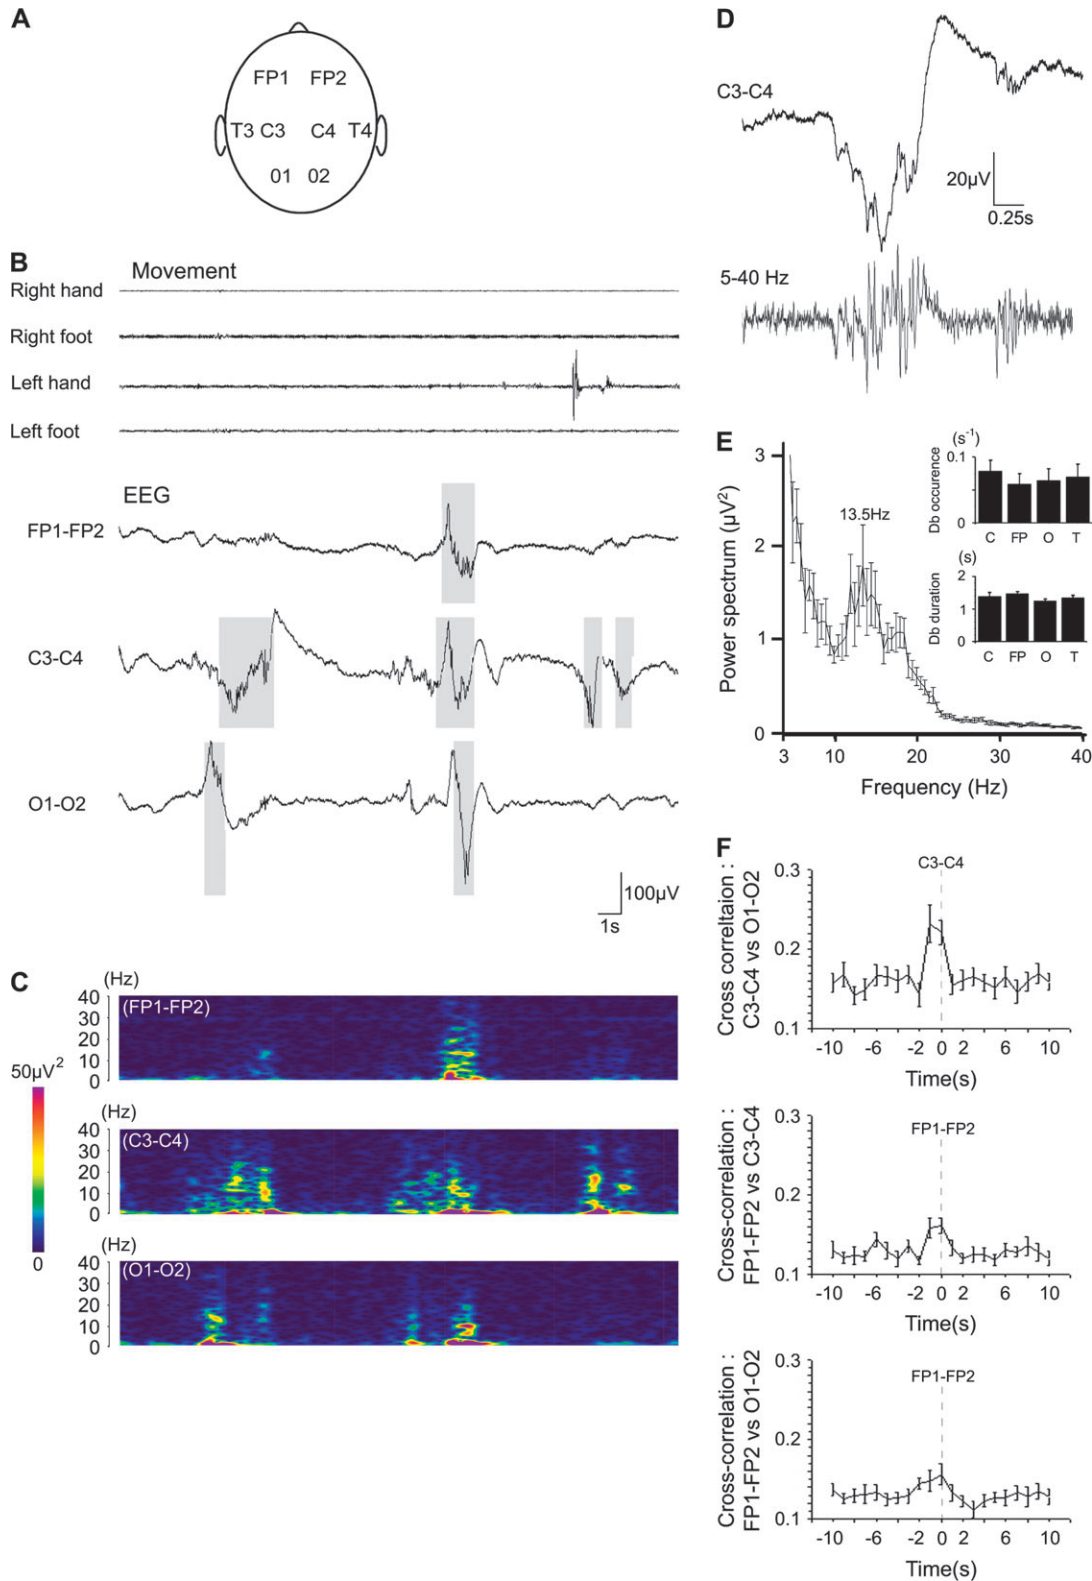 A
FP1 FP2
T3 C3 C4 T4
01 02
B
Movement
Right hand
Right foot
Left hand
Left foot
EEG
FP1-FP2
C3-C4
O1-O2
100µV
1s
C
(Hz)
40
30
20
10
0
(FP1-FP2)
50µV²
0
(Hz)
40
30
20
10
0
(C3-C4)
(Hz)
40
30
20
10
0
(O1-O2)
D
C3-C4
20µV
0.25s
5-40 Hz
E
Power spectrum (µV²)
3
2
1
0
13.5Hz
3 10 20 30 40
Frequency (Hz)
(s⁻¹)
Db occurence
0.1
0
C FP O T
(s)
Db duration
2
1
0
C FP O T
F
Cross correltaion :
C3-C4 vs O1-O2
C3-C4
0.3
0.2
0.1
-10 -6 -2 0 2 6 10
Time(s)
Cross-correlation :
FP1-FP2 vs C3-C4
FP1-FP2
0.3
0.2
0.1
-10 -6 -2 0 2 6 10
Time(s)
Cross-correlation :
FP1-FP2 vs O1-O2
FP1-FP2
0.3
0.2
0.1
-10 -6 -2 0 2 6 10
Time(s)